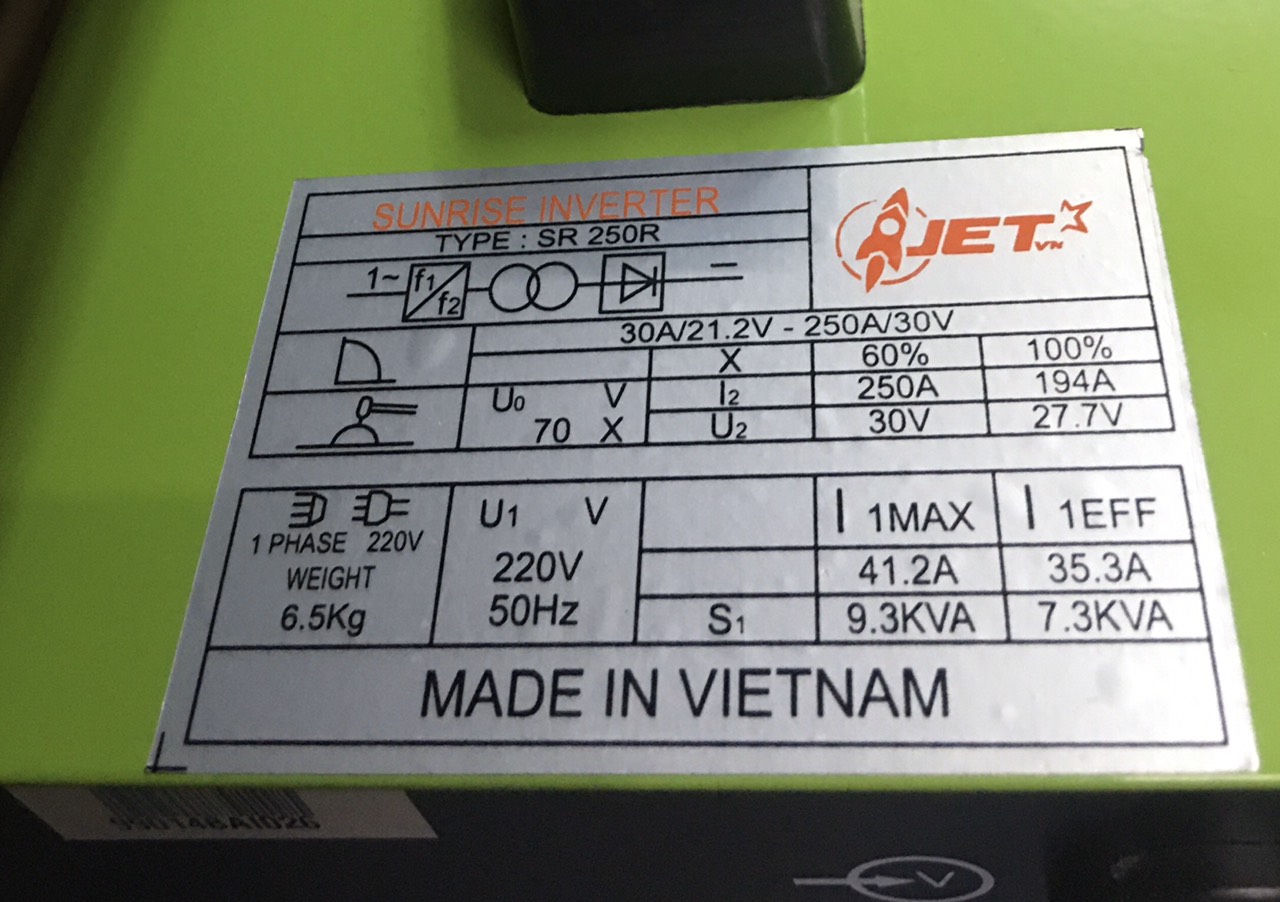 SUNRISE INVERTER
TYPE : SR 250R
JET VN
1~ f1 f2
30A/21.2V - 250A/30V
X 60% 100%
U0 V I2 250A 194A
70 X U2 30V 27.7V
U1 V I 1MAX I 1EFF
1 PHASE 220V
WEIGHT 220V 41.2A 35.3A
6.5Kg 50Hz S1 9.3KVA 7.3KVA
MADE IN VIETNAM